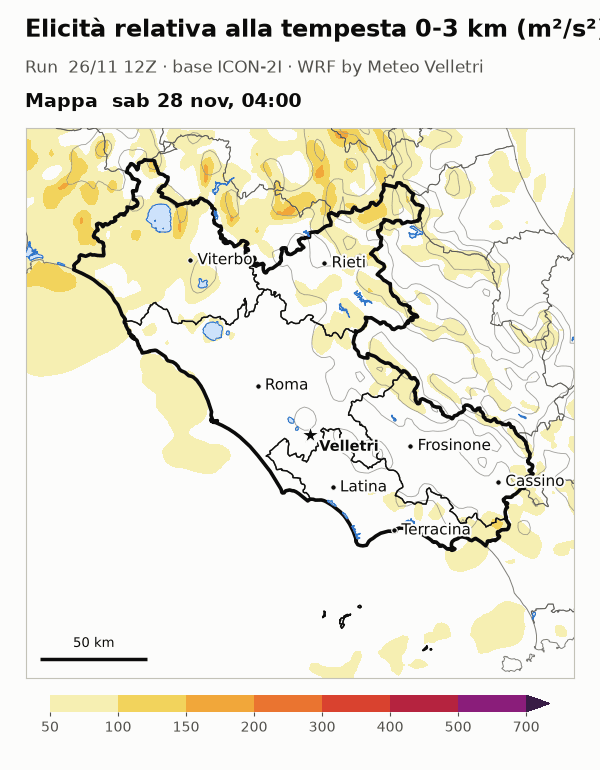 Elicità relativa alla tempesta 0-3 km (m²/s²)
Run  26/11 12Z · base ICON-2I · WRF by Meteo Velletri
Mappa  sab 28 nov, 04:00
Viterbo
Rieti
Roma
Velletri
Frosinone
Latina
Cassino
Terracina
50 km
50 100 150 200 300 400 500 700